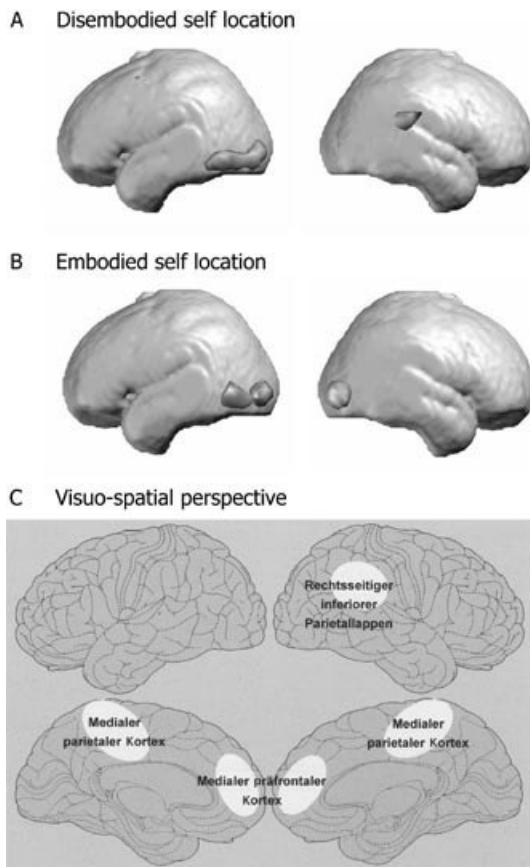 A Disembodied self location
B Embodied self location
C Visuo-spatial perspective
Rechtsseitiger
inferiorer
Parietallappen
Medialer
parietaler Kortex
Medialer
parietaler Kortex
Medialer präfrontaler
Kortex